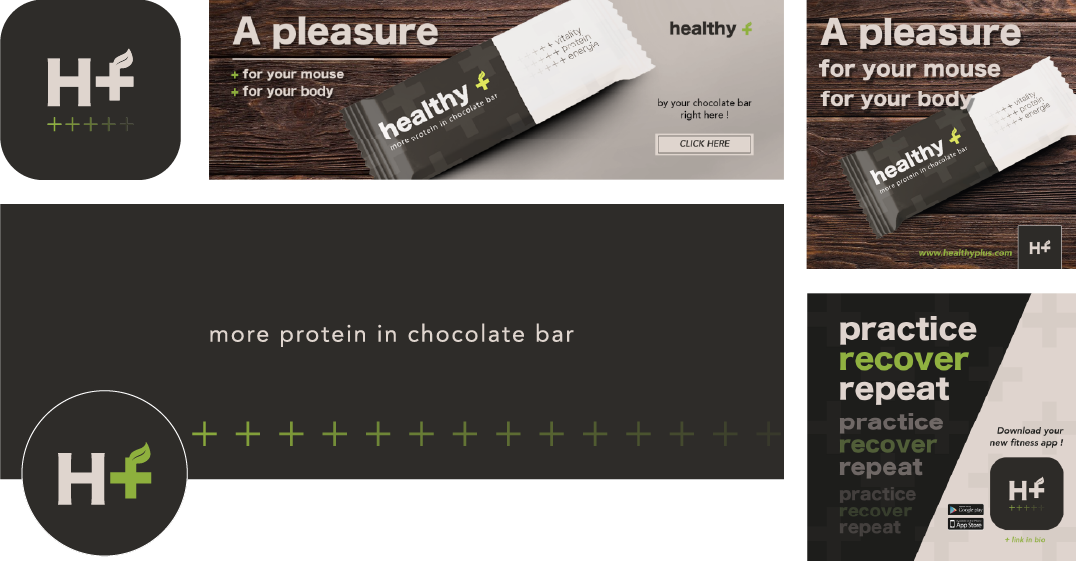 H+
A pleasure
+ for your mouse
+ for your body
healthy +
more protein in chocolate bar
+++ vitality
+++ protein
+++ energie
healthy +
by your chocolate bar
right here !
CLICK HERE
A pleasure
for your mouse
for your body
healthy +
more protein in chocolate bar
+++ vitality
+++ protein
+++ energie
www.healthyplus.com
H+
more protein in chocolate bar
H+
practice
recover
repeat
practice
recover
repeat
practice
recover
repeat
Download your
new fitness app !
H+
Google play
App Store
+ link in bio